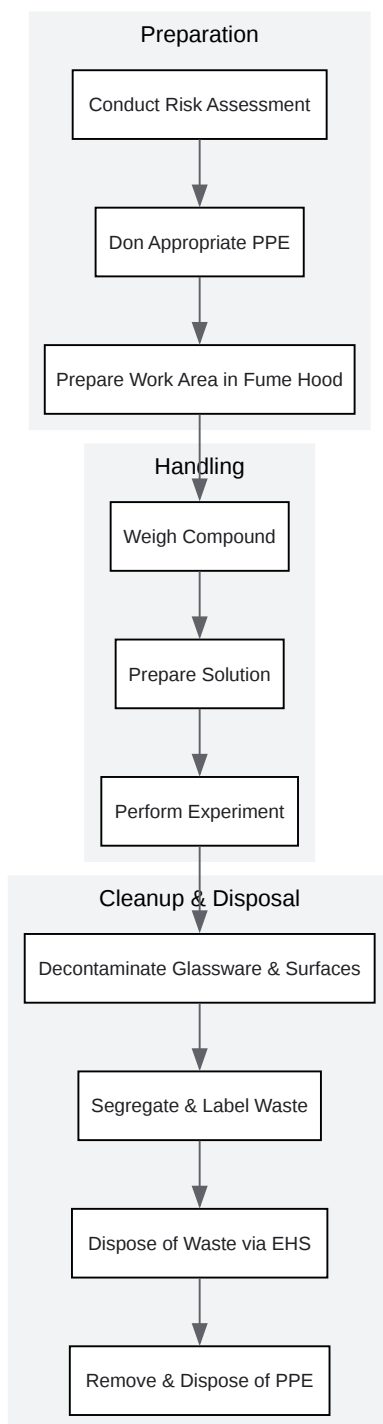 Preparation
Conduct Risk Assessment
Don Appropriate PPE
Prepare Work Area in Fume Hood
Handling
Weigh Compound
Prepare Solution
Perform Experiment
Cleanup & Disposal
Decontaminate Glassware & Surfaces
Segregate & Label Waste
Dispose of Waste via EHS
Remove & Dispose of PPE